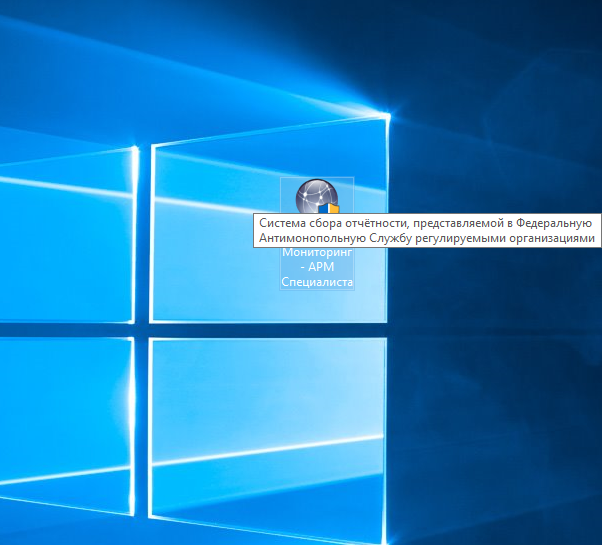 Система сбора отчётности, представляемой в Федеральную
Антимонопольную Службу регулируемыми организациями
Мониторинг
- АРМ
Специалиста